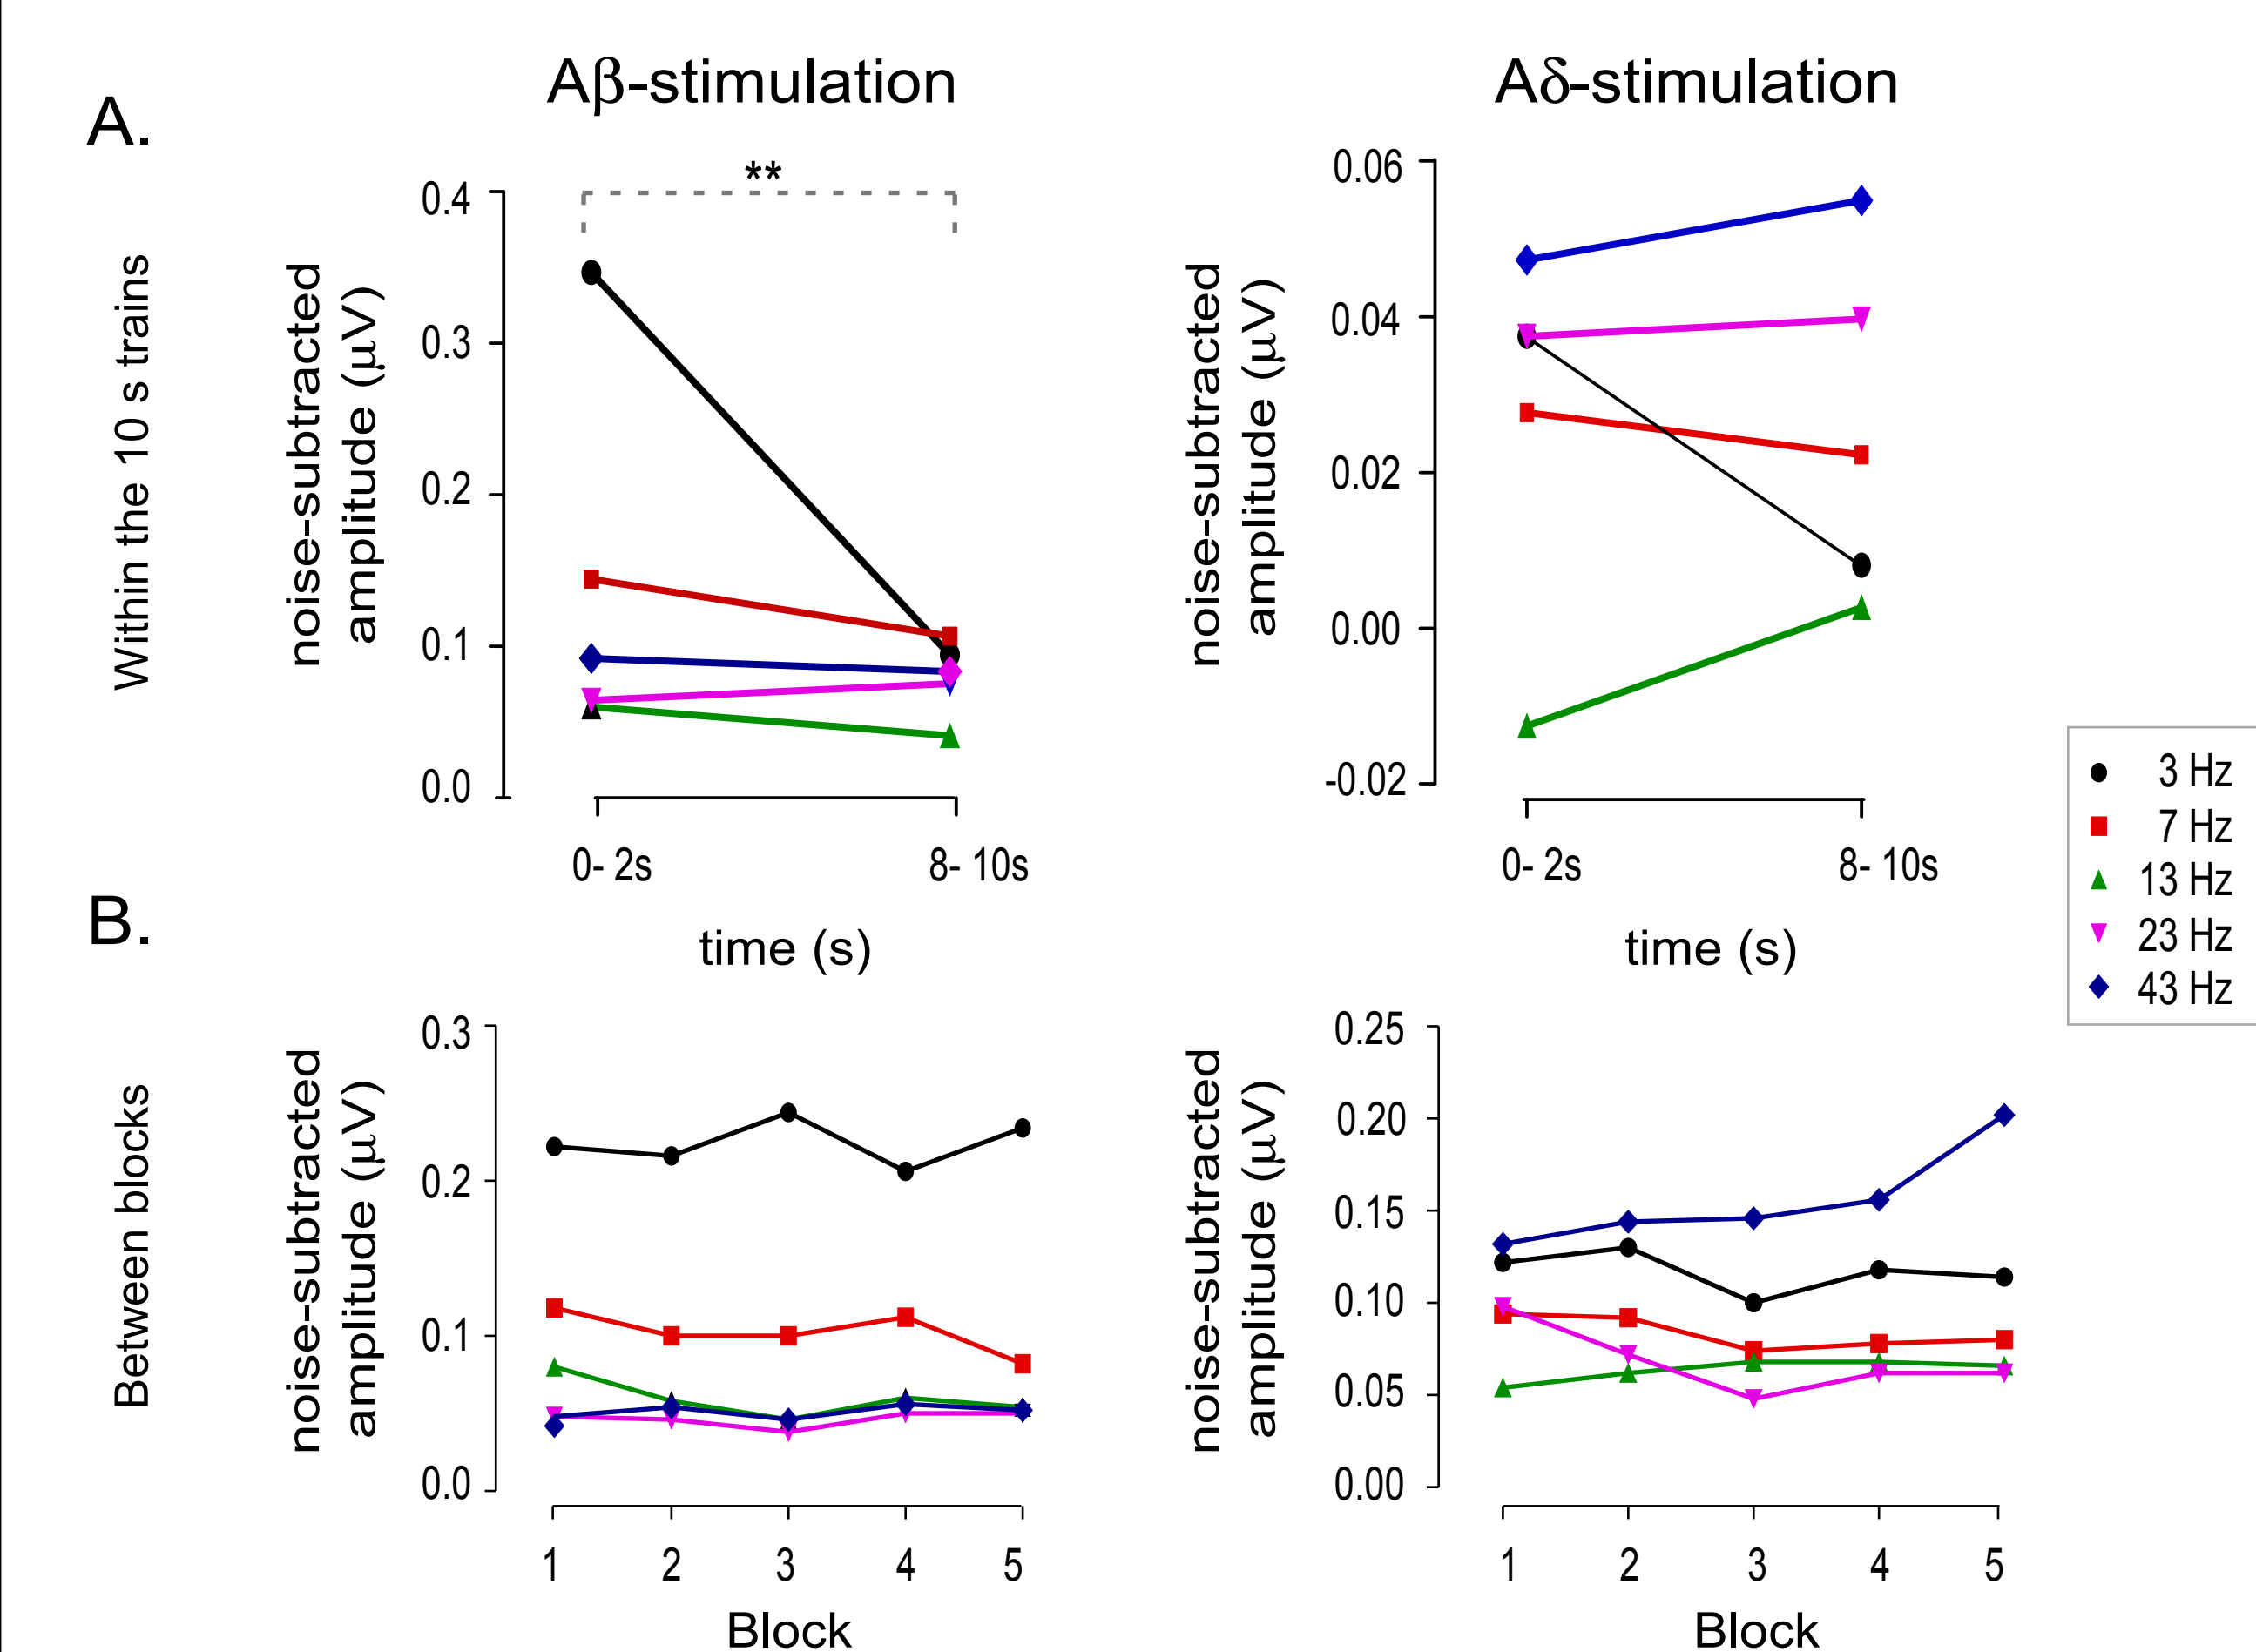 Aβ-stimulation
Aδ-stimulation
A.
Within the 10 s trains
noise-subtracted
amplitude (µV)
**
0.4
0.3
0.2
0.1
0.0
0- 2s
8- 10s
time (s)
noise-subtracted
amplitude (µV)
0.06
0.04
0.02
0.00
-0.02
0- 2s
8- 10s
time (s)
3 Hz
7 Hz
13 Hz
23 Hz
43 Hz
B.
Between blocks
noise-subtracted
amplitude (µV)
0.3
0.2
0.1
0.0
1 2 3 4 5
Block
noise-subtracted
amplitude (µV)
0.25
0.20
0.15
0.10
0.05
0.00
1 2 3 4 5
Block